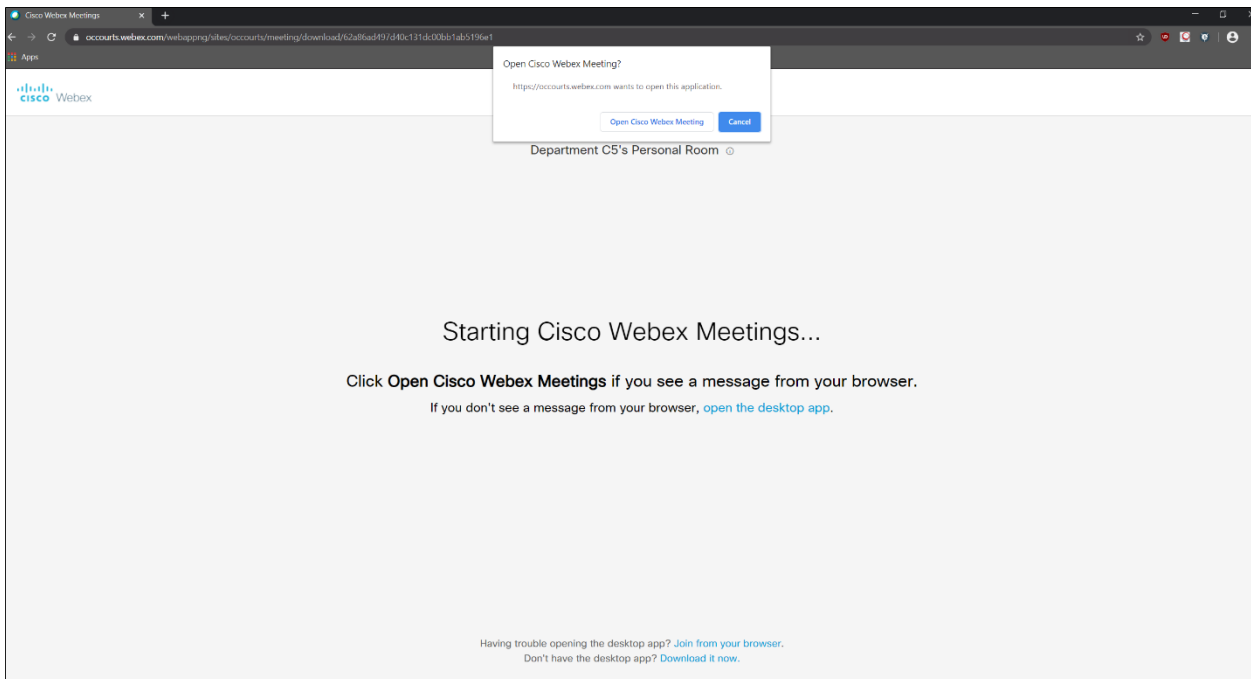 Cisco Webex Meetings
occourts.webex.com/webappng/sites/occourts/meeting/download/62a86ad497d40c131dc00bb1ab5196e1
Apps
Open Cisco Webex Meeting?
https://occourts.webex.com wants to open this application.
Open Cisco Webex Meeting Cancel
cisco Webex
Department C5's Personal Room
Starting Cisco Webex Meetings...
Click Open Cisco Webex Meetings if you see a message from your browser.
If you don't see a message from your browser, open the desktop app.
Having trouble opening the desktop app? Join from your browser.
Don't have the desktop app? Download it now.